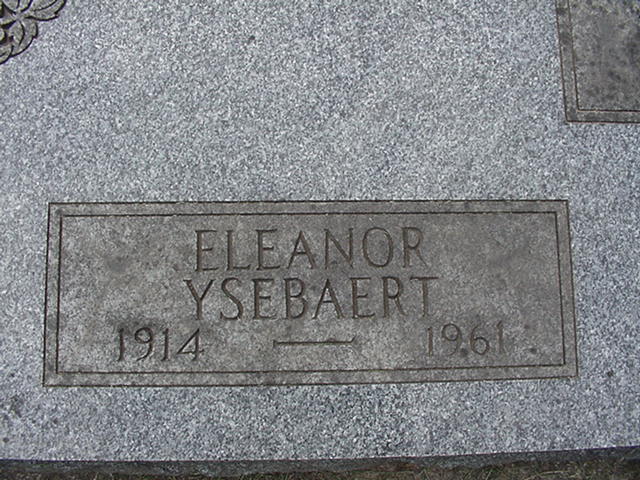 ELEANOR
YSEBAERT
1914 — 1961